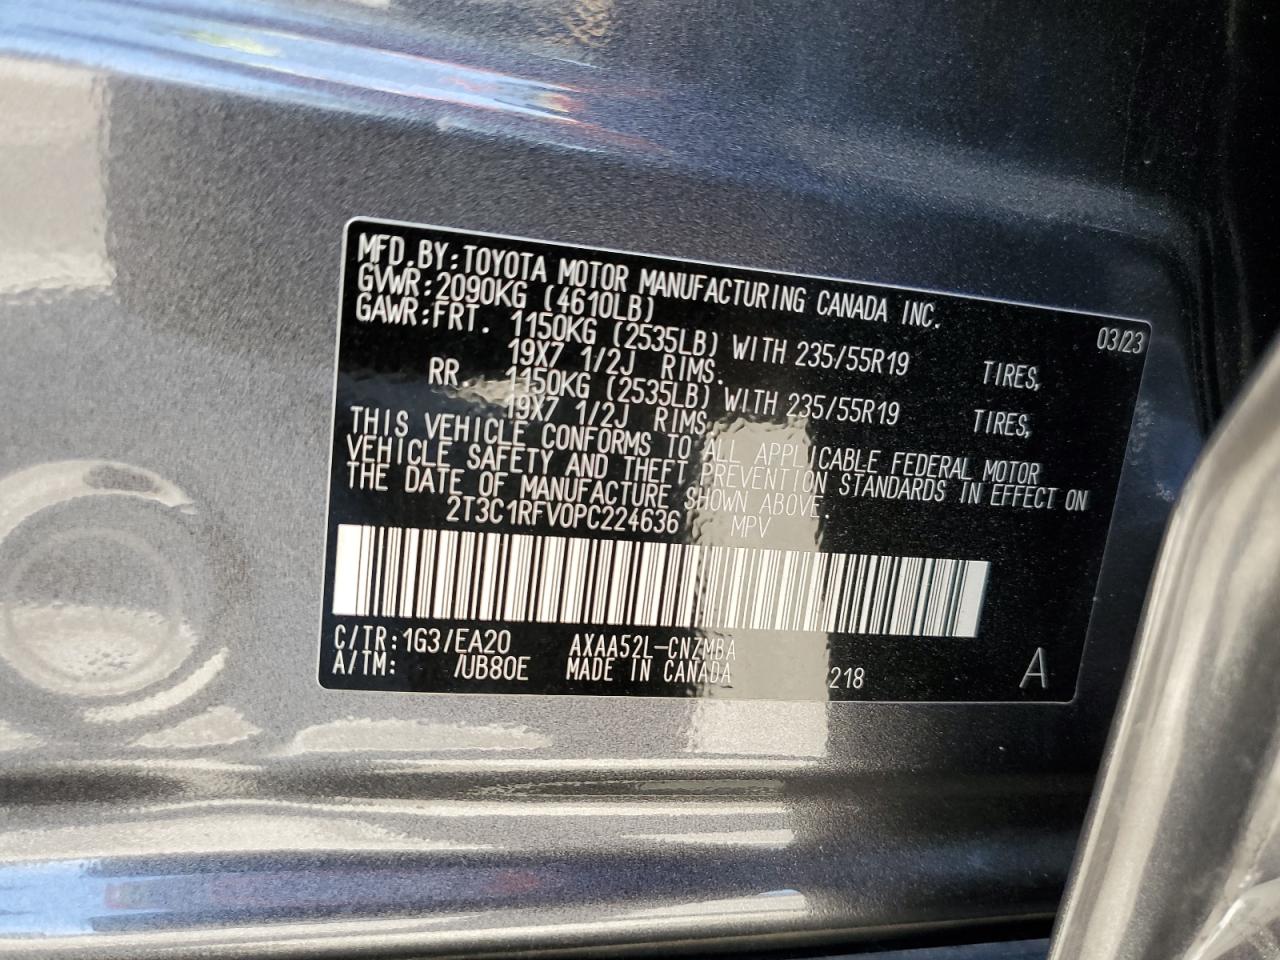 MFD.BY:TOYOTA MOTOR MANUFACTURING CANADA INC.
03/23
GVWR:2090KG (4610LB)
GAWR:FRT. 1150KG (2535LB) WITH 235/55R19 TIRES,
19X7 1/2J RIMS.
RR. 1150KG (2535LB) WITH 235/55R19 TIRES,
19X7 1/2J RIMS.
THIS VEHICLE CONFORMS TO ALL APPLICABLE FEDERAL MOTOR
VEHICLE SAFETY AND THEFT PREVENTION STANDARDS IN EFFECT ON
THE DATE OF MANUFACTURE SHOWN ABOVE.
2T3C1RFV0PC224636 MPV
C/TR:1G3/EA20 AXAA52L-CNZMBA
A/TM: /UB80E MADE IN CANADA 218 A